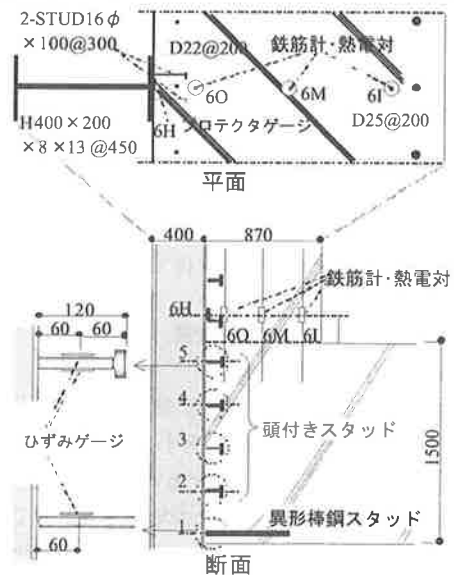 2-STUD16φ
×100@300
D22@200
鉄筋計・熱電対
6O
6M
6I
6H
プロテクタゲージ
D25@200
H400×200
×8×13@450
平面
400
870
鉄筋計・熱電対
120
60
60
6H
6O
6M
6I
5
4
3
2
1
頭付きスタッド
ひずみゲージ
1500
異形棒鋼スタッド
60
断面